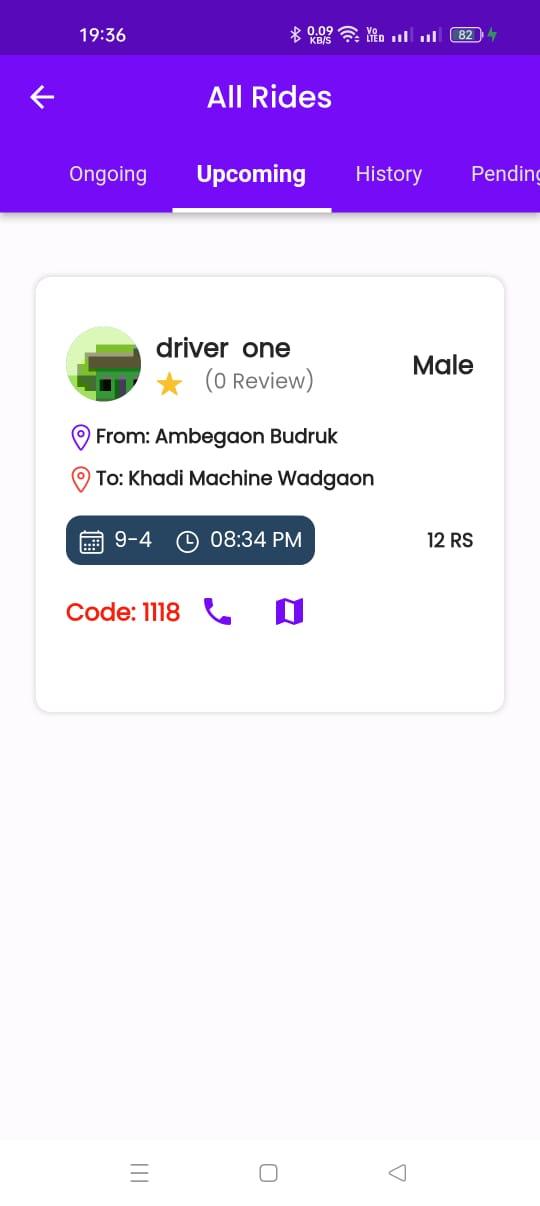 19:36 0.09 KB/S Vo LTED 82
All Rides
Ongoing Upcoming History Pending
driver one
Male
(0 Review)
From: Ambegaon Budruk
To: Khadi Machine Wadgaon
9-4 08:34 PM 12 RS
Code: 1118